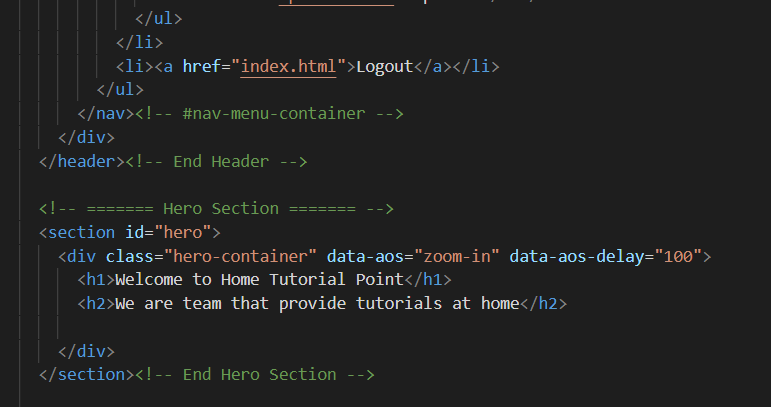 </ul>
</li>
<li><a href="index.html">Logout</a></li>
</ul>
</nav><!-- #nav-menu-container -->
</div>
</header><!-- End Header -->
<!-- ======= Hero Section ======= -->
<section id="hero">
<div class="hero-container" data-aos="zoom-in" data-aos-delay="100">
<h1>Welcome to Home Tutorial Point</h1>
<h2>We are team that provide tutorials at home</h2>
</div>
</section><!-- End Hero Section -->